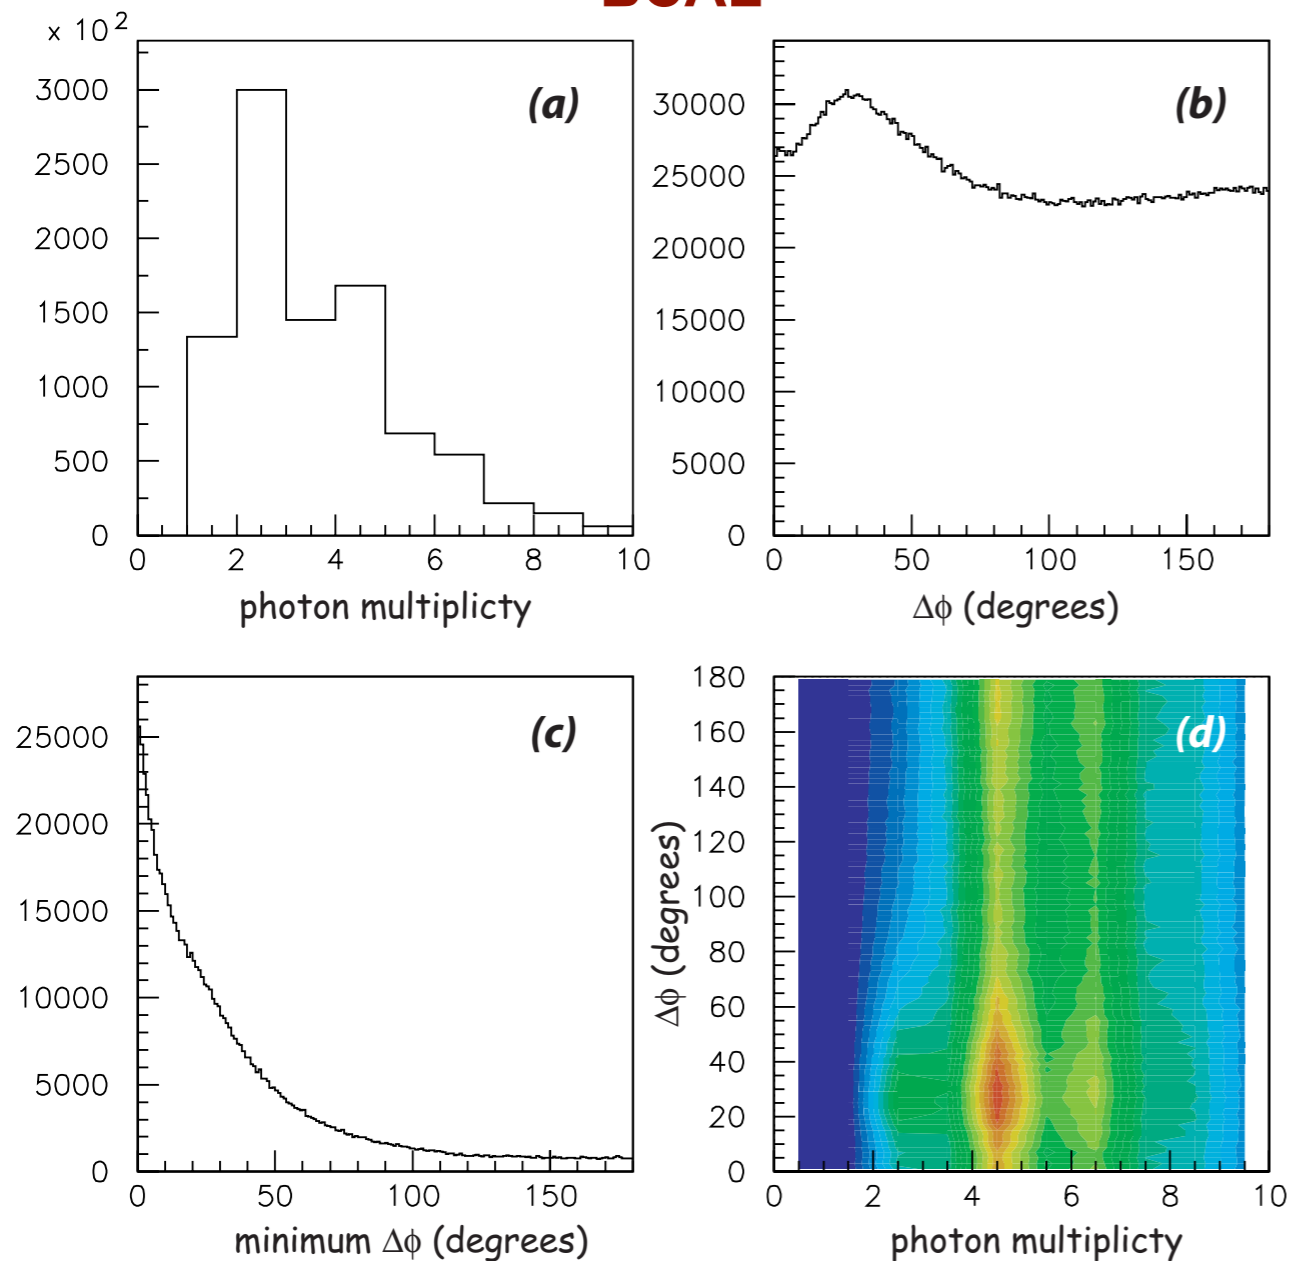 BCAL
x 10²
(a)
3000
2500
2000
1500
1000
500
0
0 2 4 6 8 10
photon multiplicty
(b)
30000
25000
20000
15000
10000
5000
0
0 50 100 150
Δϕ (degrees)
(c)
25000
20000
15000
10000
5000
0
0 50 100 150
minimum Δϕ (degrees)
(d)
180
160
140
120
100
80
60
40
20
0
Δϕ (degrees)
0 2 4 6 8 10
photon multiplicty